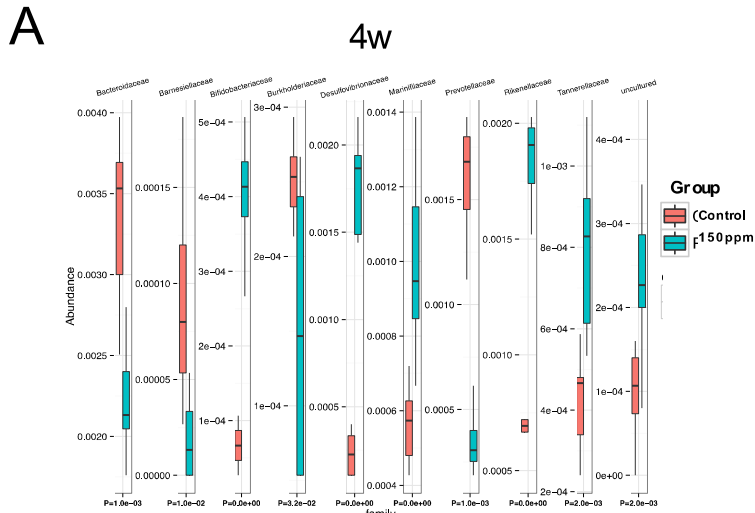 A
4w
Bacteroidaceae
Barnesiellaceae
Bifidobacteriaceae
Burkholderiaceae
Desulfovibrionaceae
Marinifilaceae
Prevotellaceae
Rikenellaceae
Tannerellaceae
uncultured
Abundance
0.0040
0.0035
0.0030
0.0025
0.0020
0.00015
0.00010
0.00005
0.00000
5e−04
4e−04
3e−04
2e−04
1e−04
3e−04
2e−04
1e−04
0.0020
0.0015
0.0010
0.0005
0.0014
0.0012
0.0010
0.0008
0.0006
0.0004
0.0015
0.0010
0.0005
0.0020
0.0015
0.0010
0.0005
1e−03
8e−04
6e−04
4e−04
2e−04
4e−04
3e−04
2e−04
1e−04
0e+00
Group
Control
150ppm
P=1.0e−03
P=1.0e−02
P=0.0e+00
P=3.2e−02
P=0.0e+00
P=0.0e+00
P=1.0e−03
P=0.0e+00
P=2.0e−03
P=2.0e−03
family